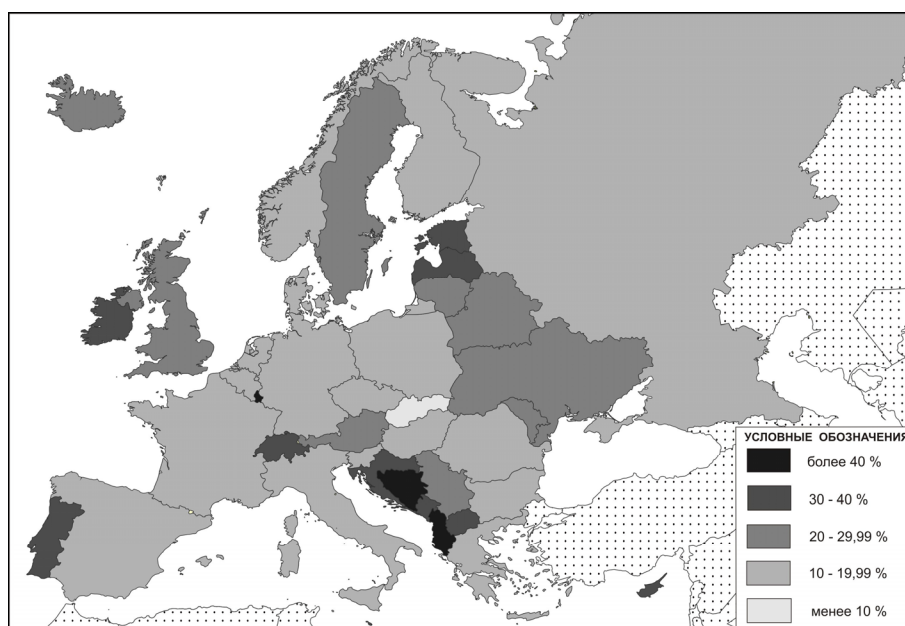 УСЛОВНЫЕ ОБОЗНАЧЕНИЯ
более 40 %
30 - 40 %
20 - 29,99 %
10 - 19,99 %
менее 10 %